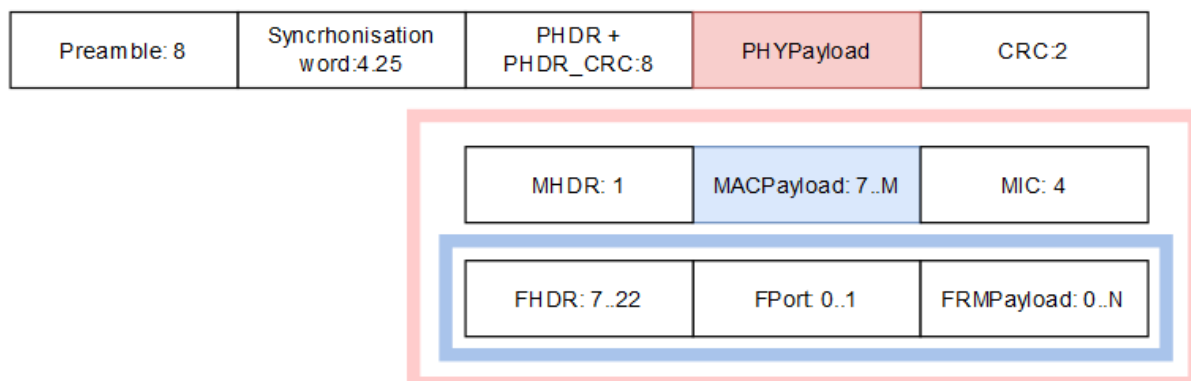 Preamble: 8
Syncrhonisation
word:4.25
PHDR +
PHDR_CRC:8
PHYPayload
CRC:2
MHDR: 1
MACPayload: 7..M
MIC: 4
FHDR: 7..22
FPort: 0..1
FRMPayload: 0..N